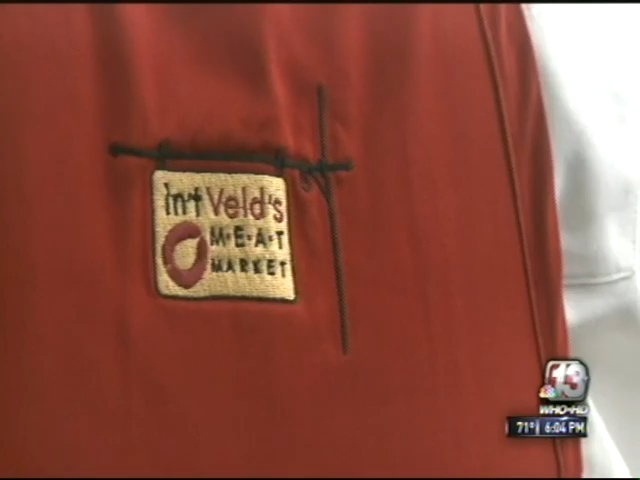 in't Veld's
M•E•A•T
MARKET
13
WHO-HD
71° 6:04 PM